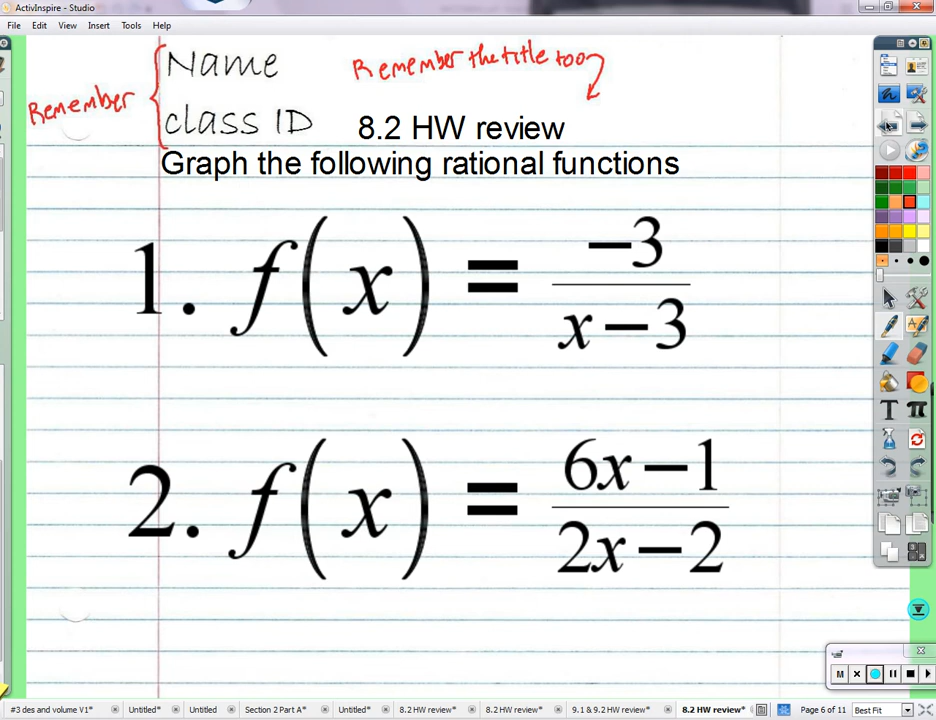 ActivInspire - Studio
File Edit View Insert Tools Help
Name
Remember the title too
Remember
class ID
8.2 HW review
Graph the following rational functions
1. f(x) = −3 / x−3
2. f(x) = 6x−1 / 2x−2
M
#3 des and volume V1* Untitled* Untitled Section 2 Part A* Untitled* 8.2 HW review* 8.2 HW review* 9.1 & 9.2 HW review* 8.2 HW review* Page 6 of 11 Best Fit